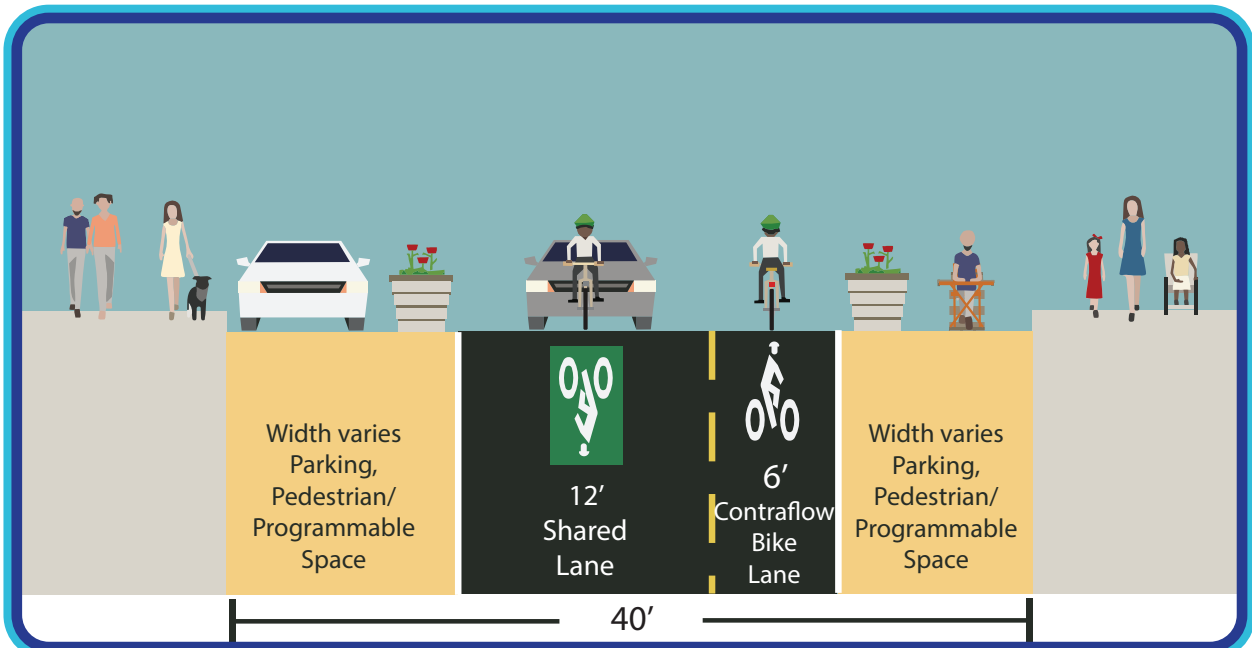 Width varies
Parking,
Pedestrian/
Programmable
Space
12’
Shared
Lane
6’
Contraflow
Bike
Lane
Width varies
Parking,
Pedestrian/
Programmable
Space
40’